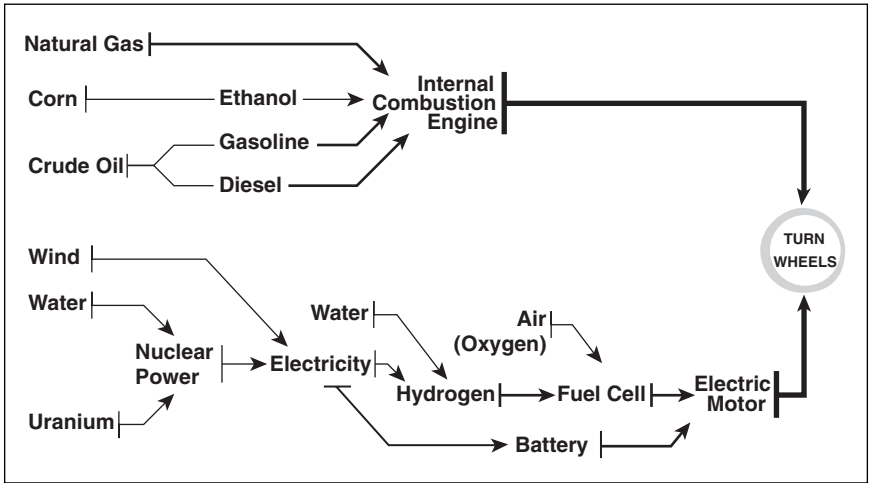 Natural Gas
Corn
Ethanol
Crude Oil
Gasoline
Diesel
Internal
Combustion
Engine
TURN
WHEELS
Wind
Water
Uranium
Nuclear
Power
Electricity
Water
Hydrogen
Air
(Oxygen)
Fuel Cell
Battery
Electric
Motor